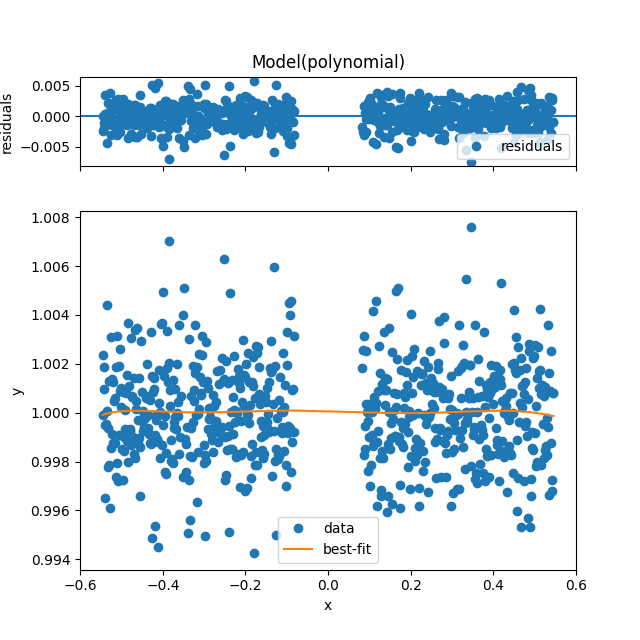 Model(polynomial)
residuals
0.005
0.000
−0.005
residuals
y
1.008
1.006
1.004
1.002
1.000
0.998
0.996
0.994
data
best-fit
−0.6
−0.4
−0.2
0.0
0.2
0.4
0.6
x